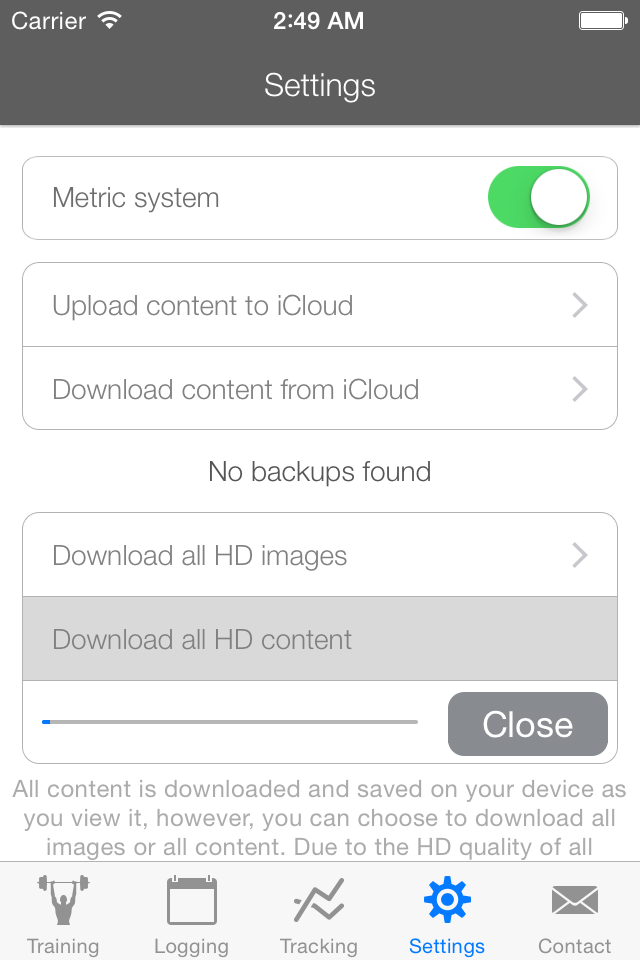 Carrier 2:49 AM
Settings
Metric system
Upload content to iCloud
Download content from iCloud
No backups found
Download all HD images
Download all HD content
Close
All content is downloaded and saved on your device as
you view it, however, you can choose to download all
images or all content. Due to the HD quality of all
Training Logging Tracking Settings Contact